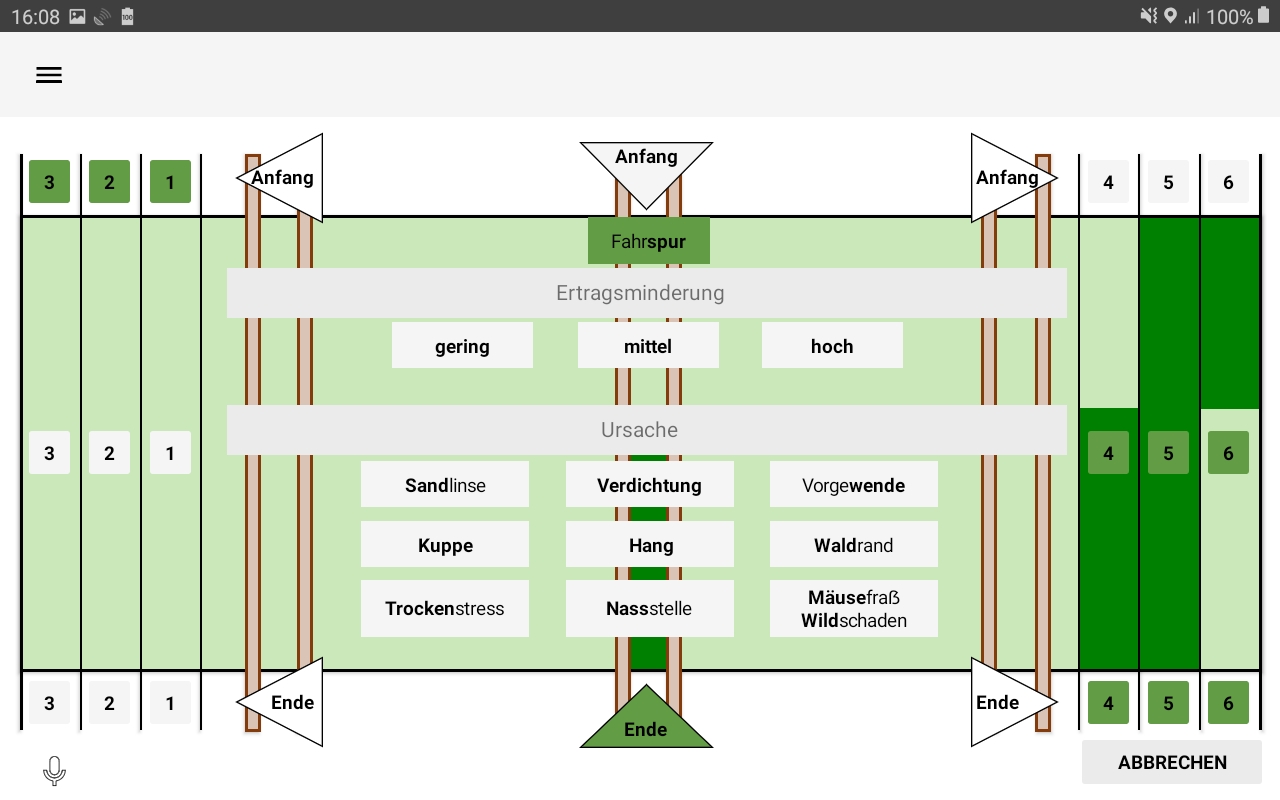 16:08
100
100%
Anfang
Anfang
Anfang
3 2 1
4 5 6
Fahrspur
Ertragsminderung
gering mittel hoch
Ursache
3 2 1
4 5 6
Sandlinse Verdichtung Vorgewende
Kuppe Hang Waldrand
Trockenstress Nassstelle Mäusefraß
Wildschaden
3 2 1
Ende
Ende
Ende
4 5 6
ABBRECHEN